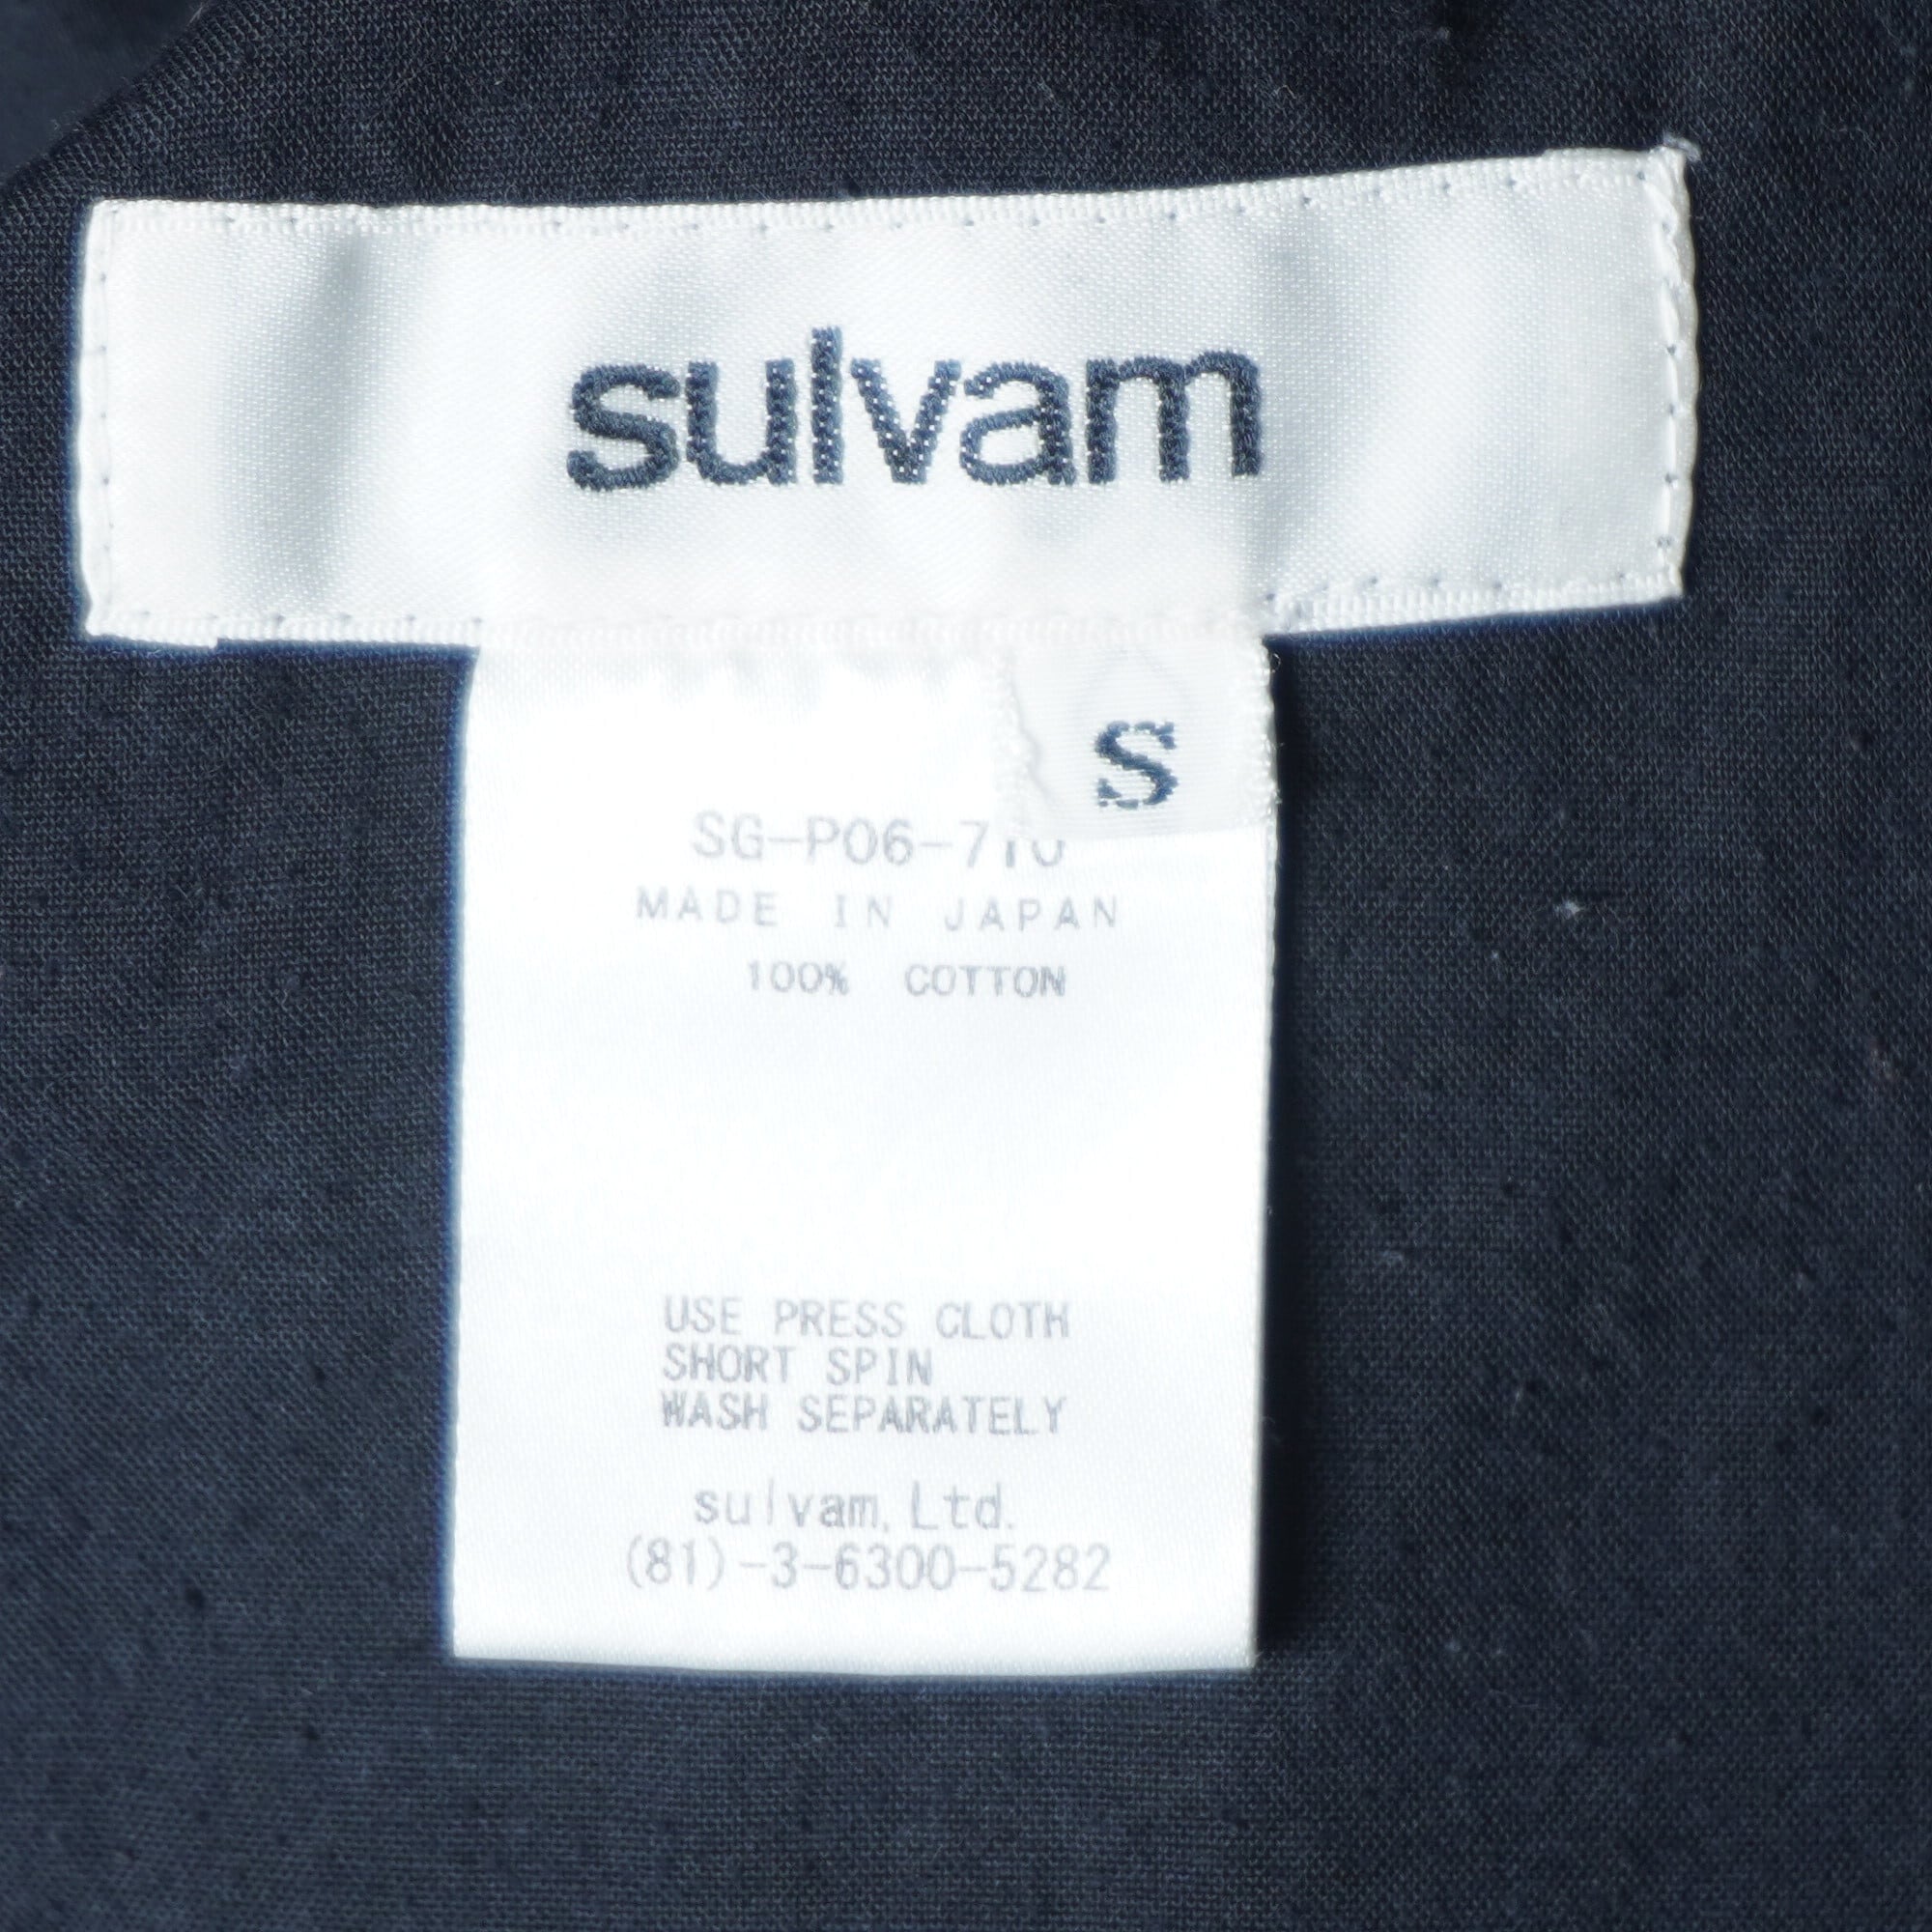 sulvam
S
SG-P06-710
MADE IN JAPAN
100% COTTON
USE PRESS CLOTH
SHORT SPIN
WASH SEPARATELY
sulvam, Ltd.
(81)-3-6300-5282